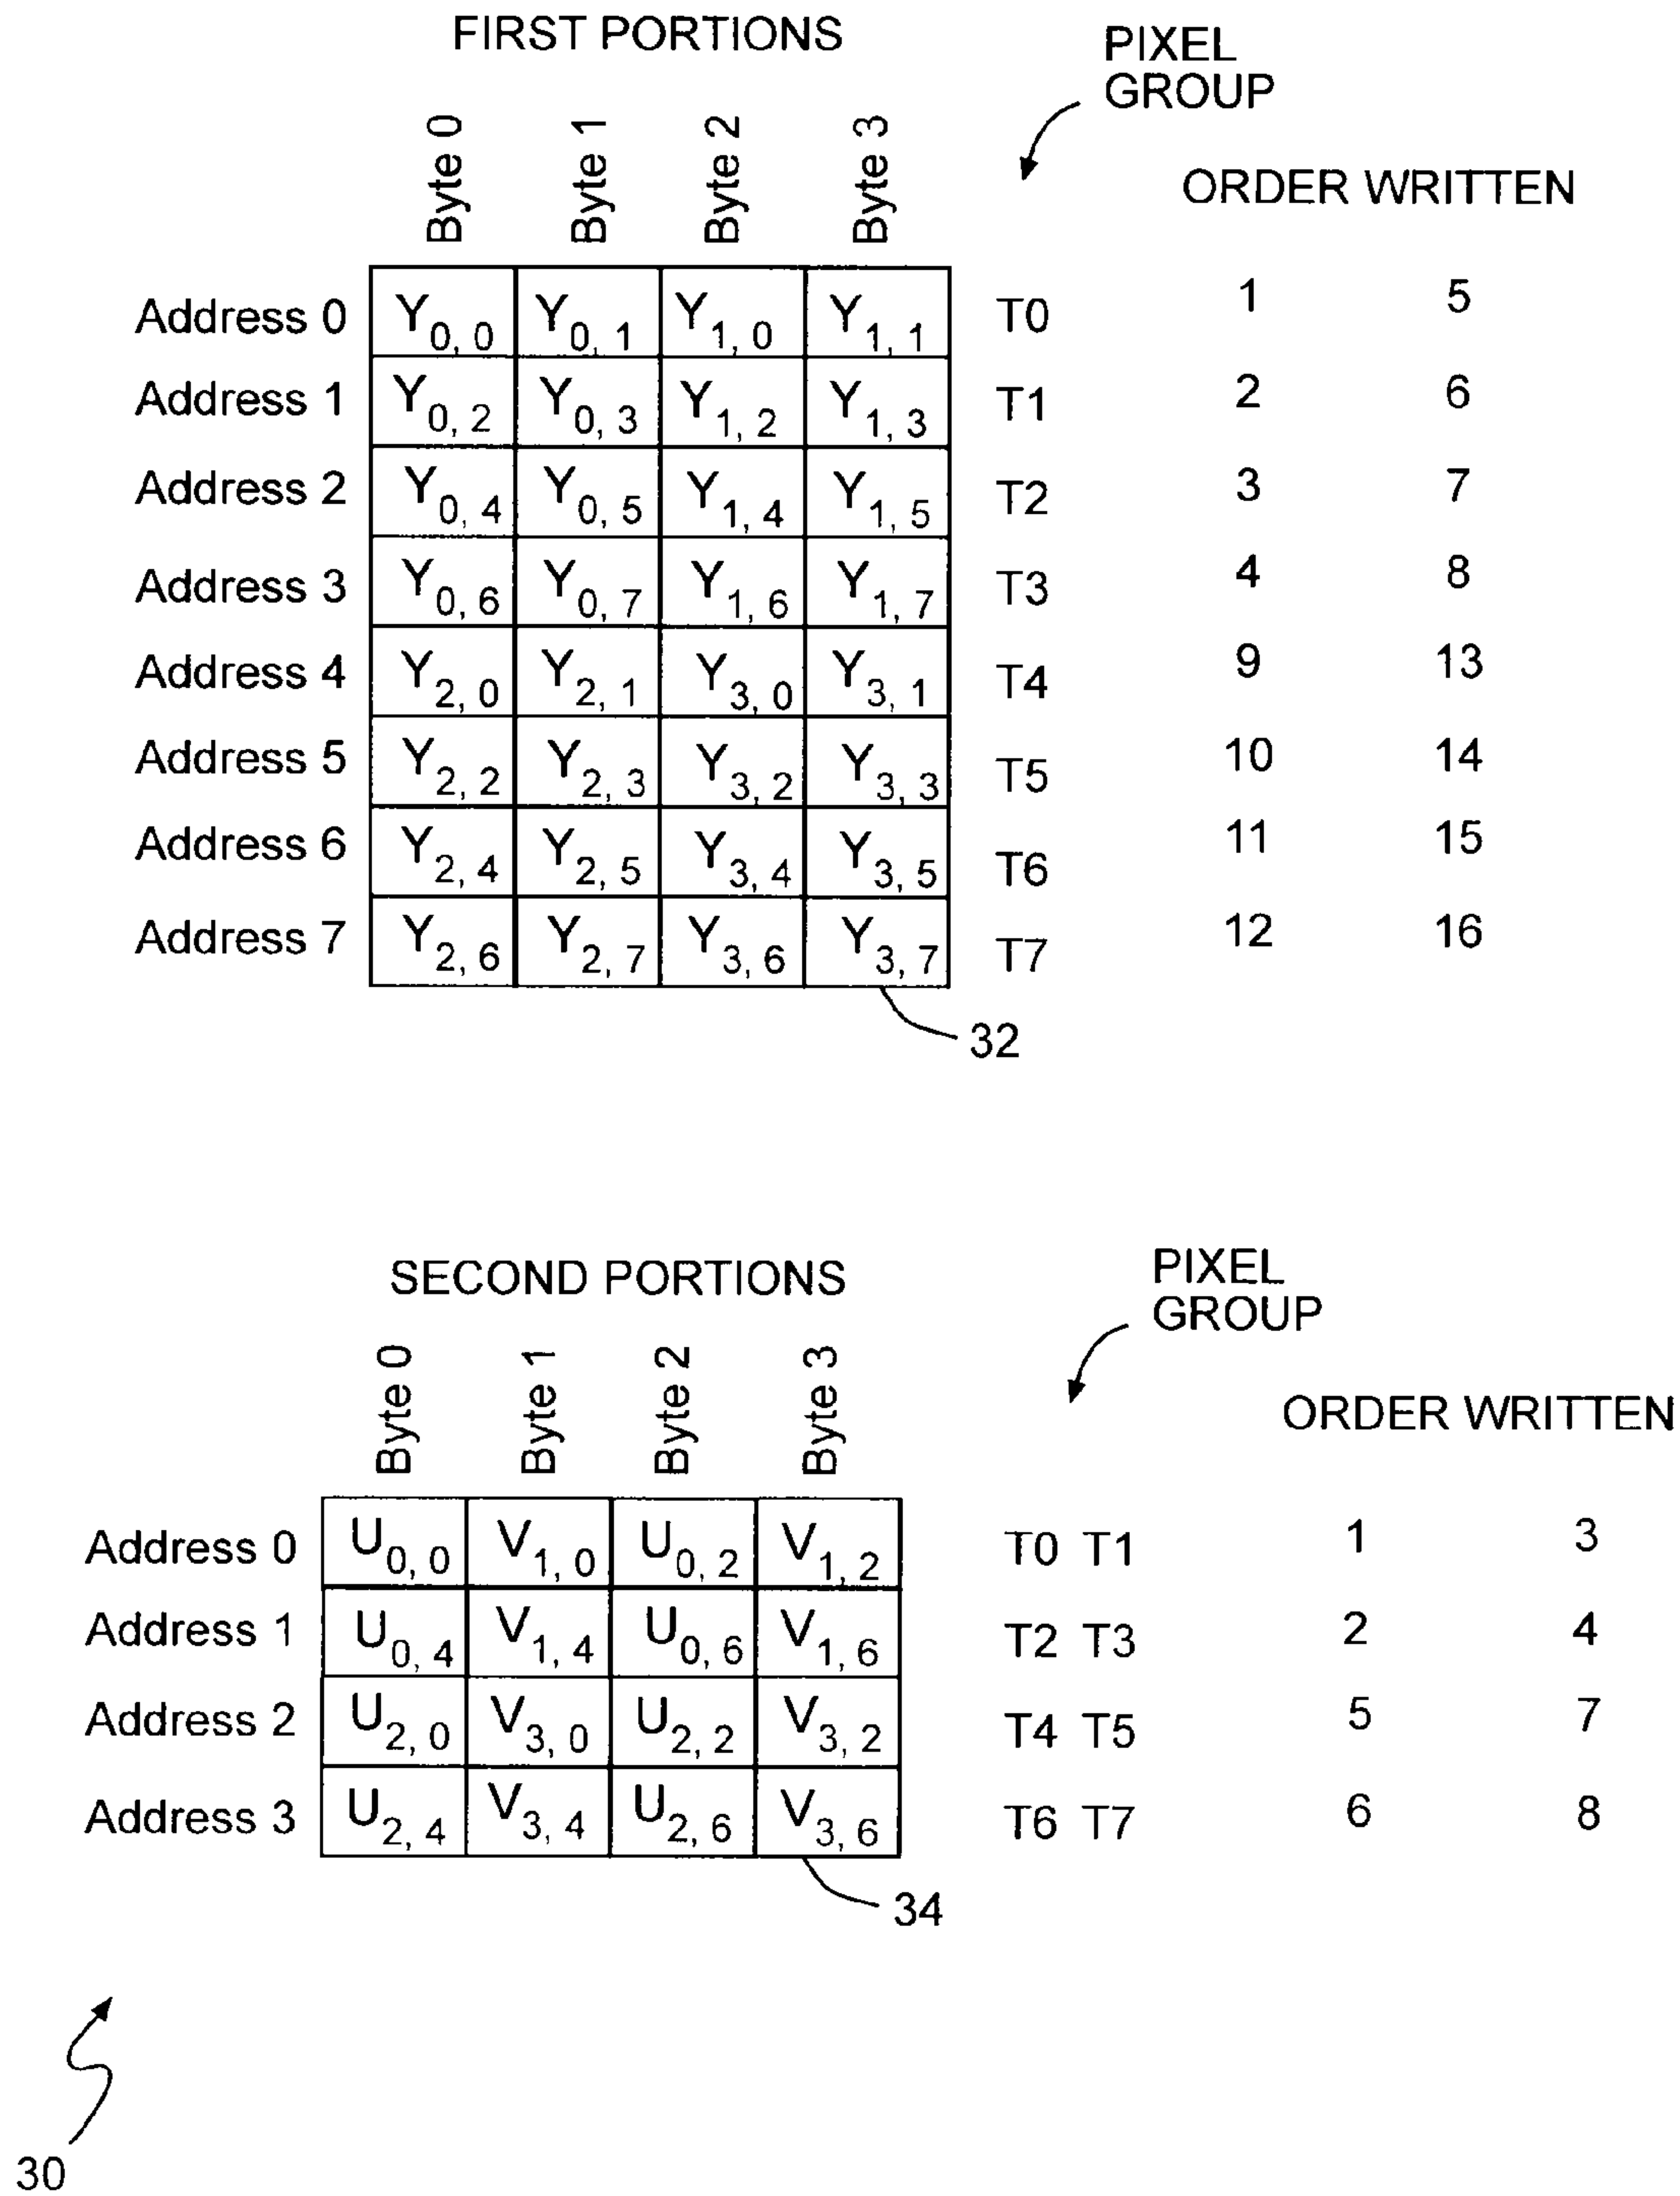 FIRST PORTIONS
PIXEL
GROUP
ORDER WRITTEN
Byte 0 Byte 1 Byte 2 Byte 3
Address 0 Y0, 0 Y0, 1 Y1, 0 Y1, 1 T0 1 5
Address 1 Y0, 2 Y0, 3 Y1, 2 Y1, 3 T1 2 6
Address 2 Y0, 4 Y0, 5 Y1, 4 Y1, 5 T2 3 7
Address 3 Y0, 6 Y0, 7 Y1, 6 Y1, 7 T3 4 8
Address 4 Y2, 0 Y2, 1 Y3, 0 Y3, 1 T4 9 13
Address 5 Y2, 2 Y2, 3 Y3, 2 Y3, 3 T5 10 14
Address 6 Y2, 4 Y2, 5 Y3, 4 Y3, 5 T6 11 15
Address 7 Y2, 6 Y2, 7 Y3, 6 Y3, 7 T7 12 16
32
SECOND PORTIONS
PIXEL
GROUP
ORDER WRITTEN
Byte 0 Byte 1 Byte 2 Byte 3
Address 0 U0, 0 V1, 0 U0, 2 V1, 2 T0 T1 1 3
Address 1 U0, 4 V1, 4 U0, 6 V1, 6 T2 T3 2 4
Address 2 U2, 0 V3, 0 U2, 2 V3, 2 T4 T5 5 7
Address 3 U2, 4 V3, 4 U2, 6 V3, 6 T6 T7 6 8
34
30